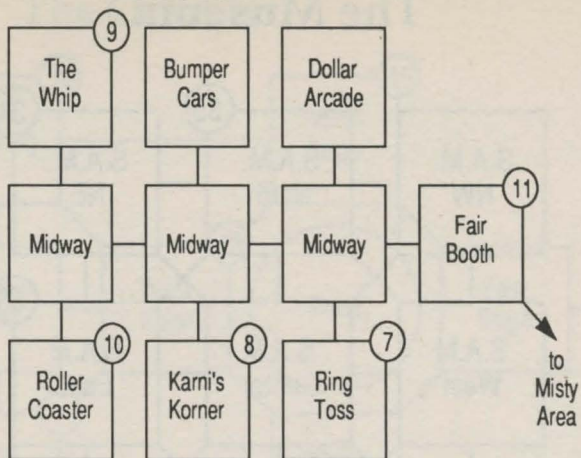 9
The
Whip
Bumper
Cars
Dollar
Arcade
Midway
Midway
Midway
11
Fair
Booth
10
Roller
Coaster
8
Karni's
Korner
7
Ring
Toss
to
Misty
Area